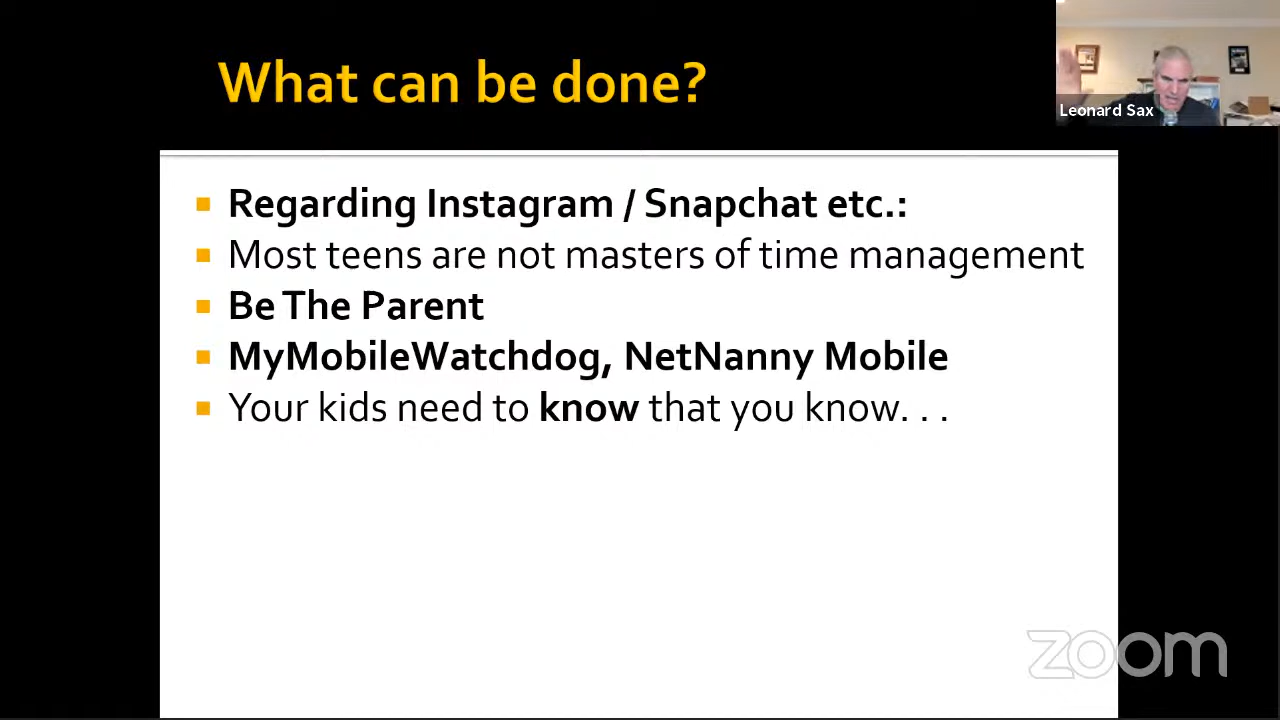 What can be done?
Leonard Sax
Regarding Instagram / Snapchat etc.:
Most teens are not masters of time management
Be The Parent
MyMobileWatchdog, NetNanny Mobile
Your kids need to know that you know. . .
zoom